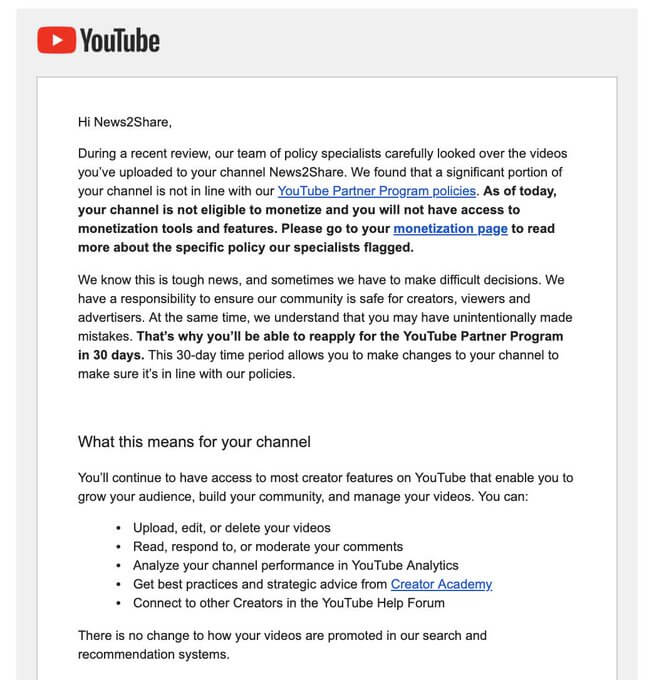 YouTube
Hi News2Share,
During a recent review, our team of policy specialists carefully looked over the videos
you’ve uploaded to your channel News2Share. We found that a significant portion of
your channel is not in line with our YouTube Partner Program policies. As of today,
your channel is not eligible to monetize and you will not have access to
monetization tools and features. Please go to your monetization page to read
more about the specific policy our specialists flagged.
We know this is tough news, and sometimes we have to make difficult decisions. We
have a responsibility to ensure our community is safe for creators, viewers and
advertisers. At the same time, we understand that you may have unintentionally made
mistakes. That’s why you’ll be able to reapply for the YouTube Partner Program
in 30 days. This 30-day time period allows you to make changes to your channel to
make sure it’s in line with our policies.
What this means for your channel
You’ll continue to have access to most creator features on YouTube that enable you to
grow your audience, build your community, and manage your videos. You can:
• Upload, edit, or delete your videos
• Read, respond to, or moderate your comments
• Analyze your channel performance in YouTube Analytics
• Get best practices and strategic advice from Creator Academy
• Connect to other Creators in the YouTube Help Forum
There is no change to how your videos are promoted in our search and
recommendation systems.